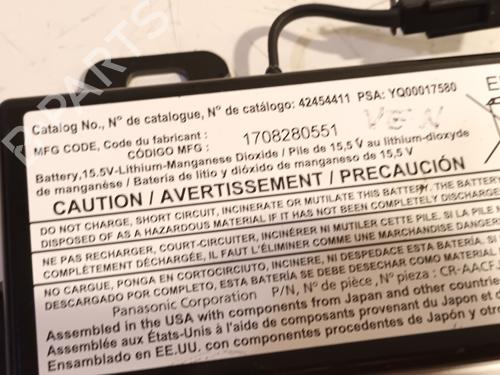 Catalog No., N° de catalogue, N° de catálogo: 42454411 PSA: YQ00017580
MFG CODE, Code du fabricant :
CÓDIGO MFG : 1708280551
VEN
Battery,15.5V-Lithium-Manganese Dioxide / Pile de 15,5 V au lithium-dioxyde
de manganèse / Batería de litio y dióxido de manganeso de 15,5 V
CAUTION / AVERTISSEMENT / PRECAUCIÓN
DO NOT CHARGE, SHORT CIRCUIT, INCINERATE OR MUTILATE THIS BATTERY. THE BATTERY
DISPOSED OF AS A HAZARDOUS MATERIAL IF IT HAS NOT BEEN COMPLETELY
NE PAS RECHARGER, COURT-CIRCUITER, INCINÉRER NI MUTILER CETTE PILE. SI LA PILE
COMPLÈTEMENT DÉCHARGÉE, IL FAUT L'ÉLIMINER COMME UNE MARCHANDISE
NO CARGUE, PONGA EN CORTOCIRCUITO, INCINERE, NI DESPEDACE ESTA BATERÍA. SI
DESCARGADO POR COMPLETO, ESTA BATERÍA SE DEBE DESECHAR COMO MATERIAL
Panasonic Corporation P/N, N° de pièce, N° pieza : CR-AACF
Assembled in the USA with components from Japan and other countries
Assemblée aux États-Unis à l'aide de composants provenant du Japon et
Ensamblado en EE.UU. con componentes procedentes de Japón y otro